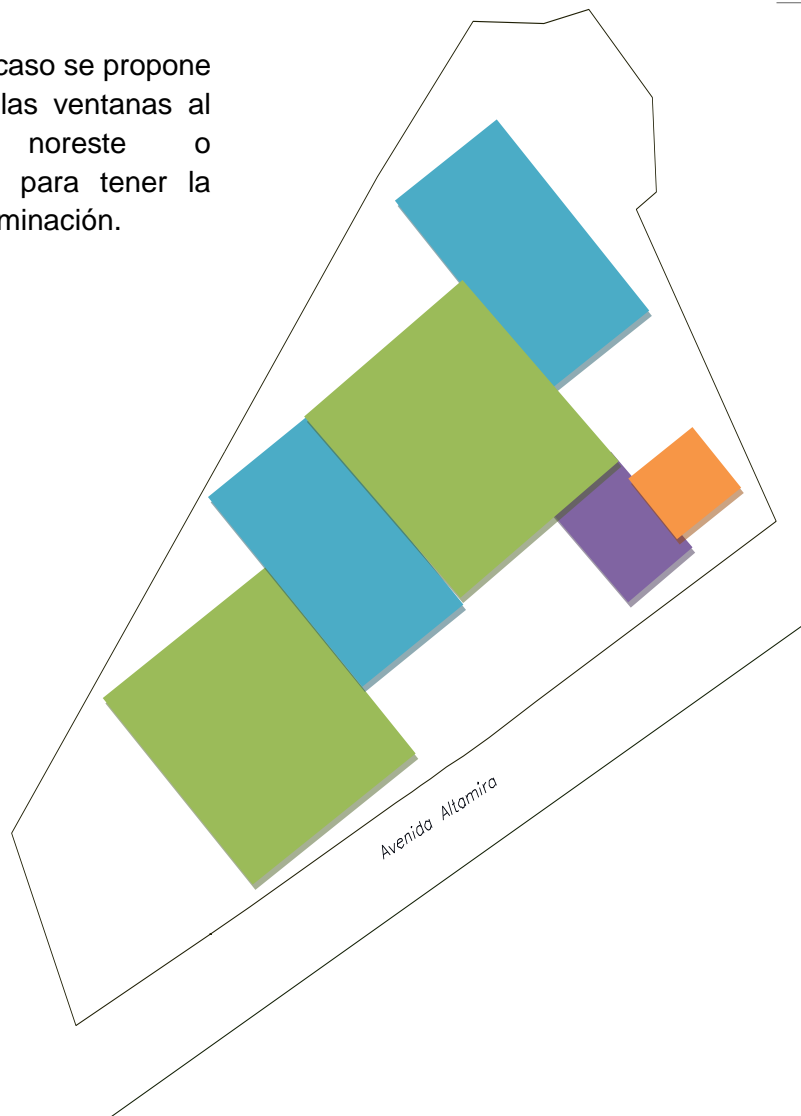 caso se propone
las ventanas al
noreste o
para tener la
minación.
Avenida Altamira